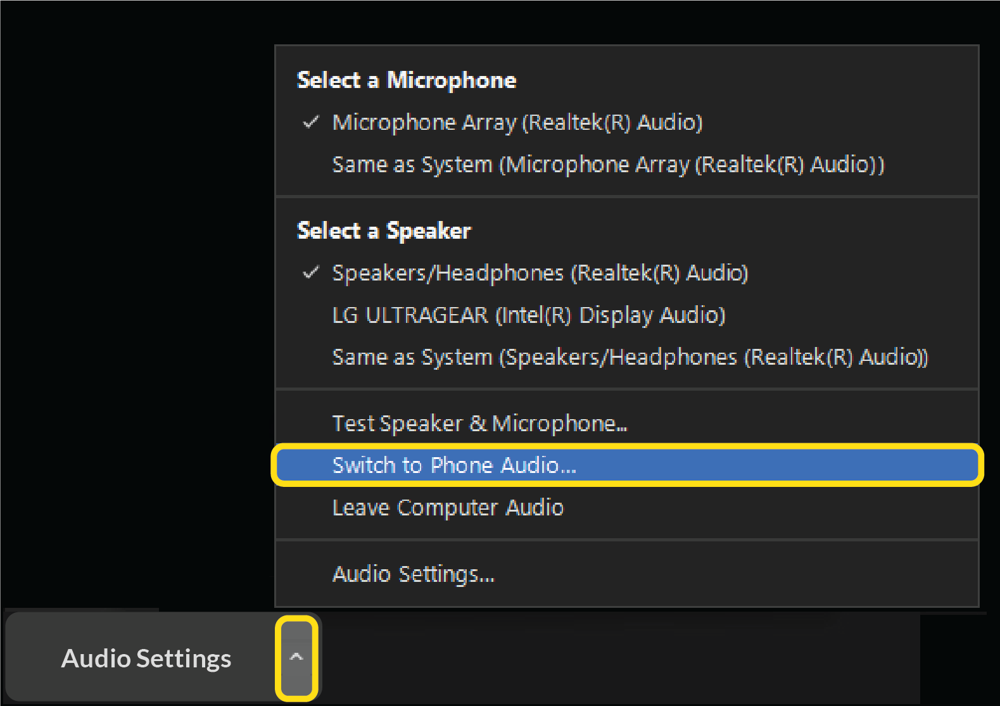 Select a Microphone
Microphone Array (Realtek(R) Audio)
Same as System (Microphone Array (Realtek(R) Audio))
Select a Speaker
Speakers/Headphones (Realtek(R) Audio)
LG ULTRAGEAR (Intel(R) Display Audio)
Same as System (Speakers/Headphones (Realtek(R) Audio))
Test Speaker & Microphone...
Switch to Phone Audio...
Leave Computer Audio
Audio Settings...
Audio Settings